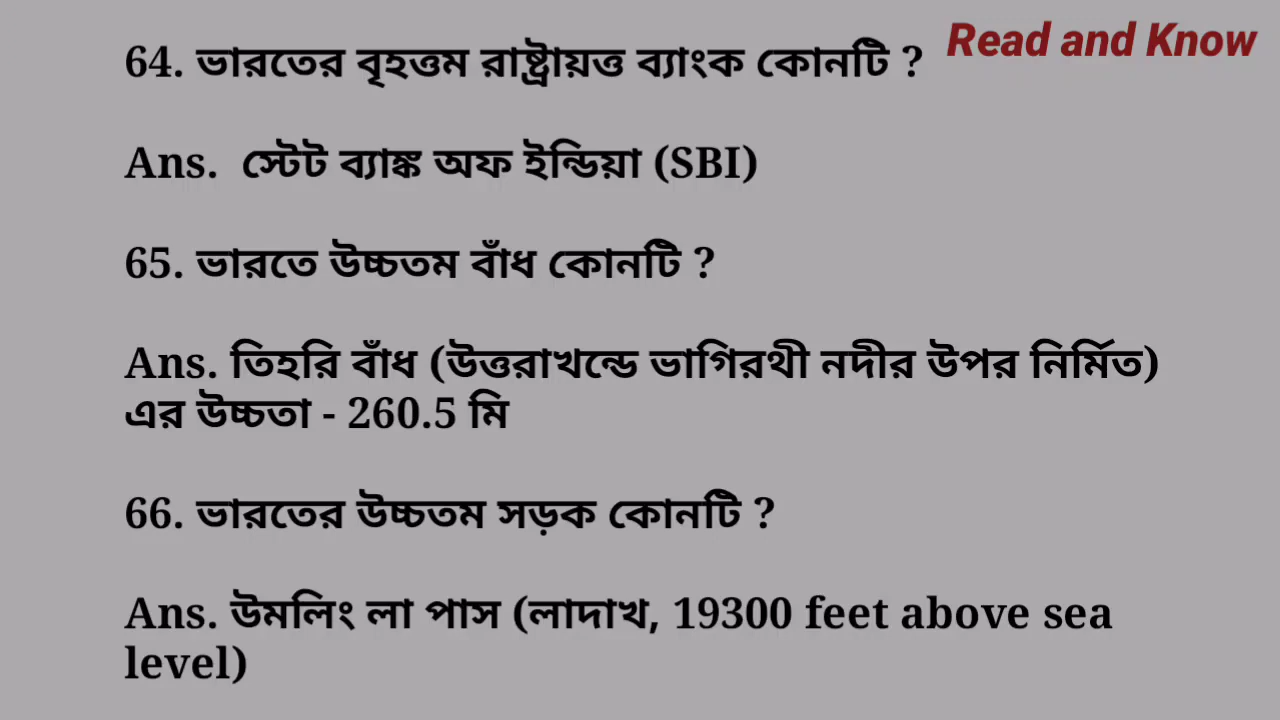 Read and Know
64. ভারতের বৃহত্তম রাষ্ট্রায়ত্ত ব্যাংক কোনটি ?
Ans. স্টেট ব্যাঙ্ক অফ ইন্ডিয়া (SBI)
65. ভারতে উচ্চতম বাঁধ কোনটি ?
Ans. তিহরি বাঁধ (উত্তরাখন্ডে ভাগিরথী নদীর উপর নির্মিত)
এর উচ্চতা - 260.5 মি
66. ভারতের উচ্চতম সড়ক কোনটি ?
Ans. উমলিং লা পাস (লাদাখ, 19300 feet above sea
level)